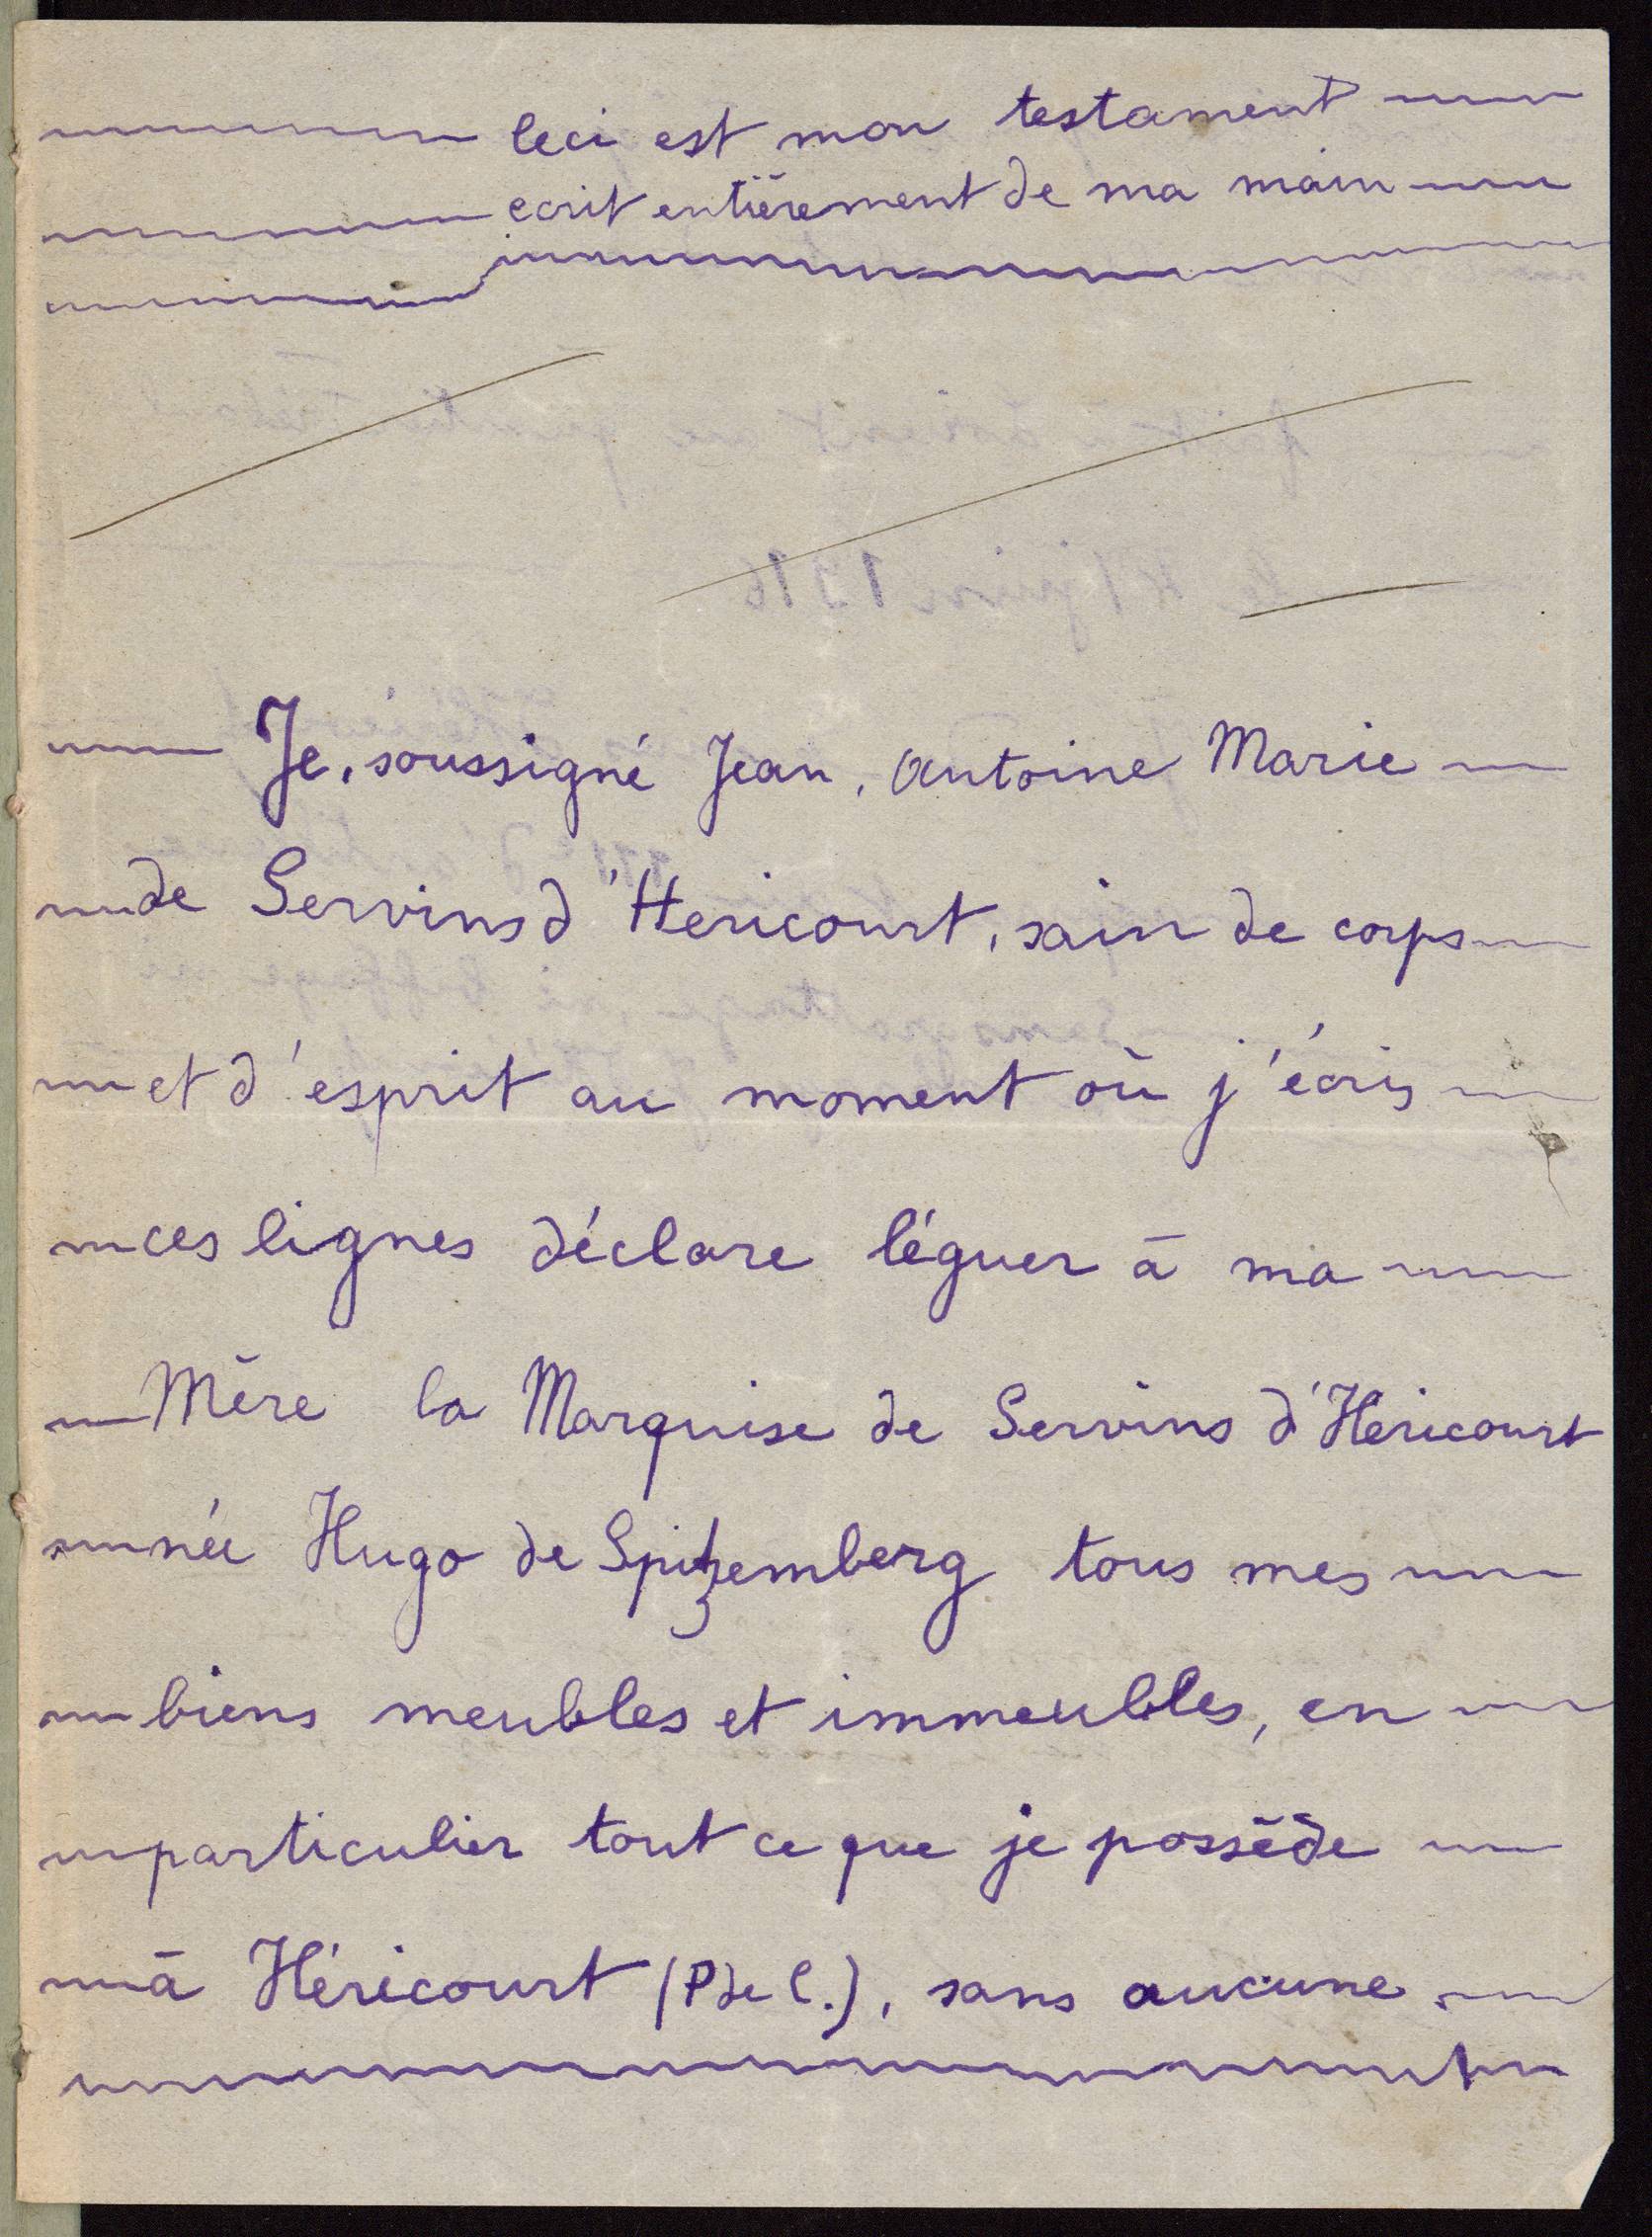 Ceci est mon testament
ecrit entièrement de ma main
Je, soussigné Jean, Antoine Marie
de Servins d'Hericourt, sain de corps
et d'esprit au moment où j'écris
ces lignes déclare léguer à ma
Mère la Marquise de Servins d'Héricourt
née Hugo de Spitzemberg tous mes
biens meubles et immeubles, en
particulier tout ce que je possède
à Héricourt (P de C.), sans aucune